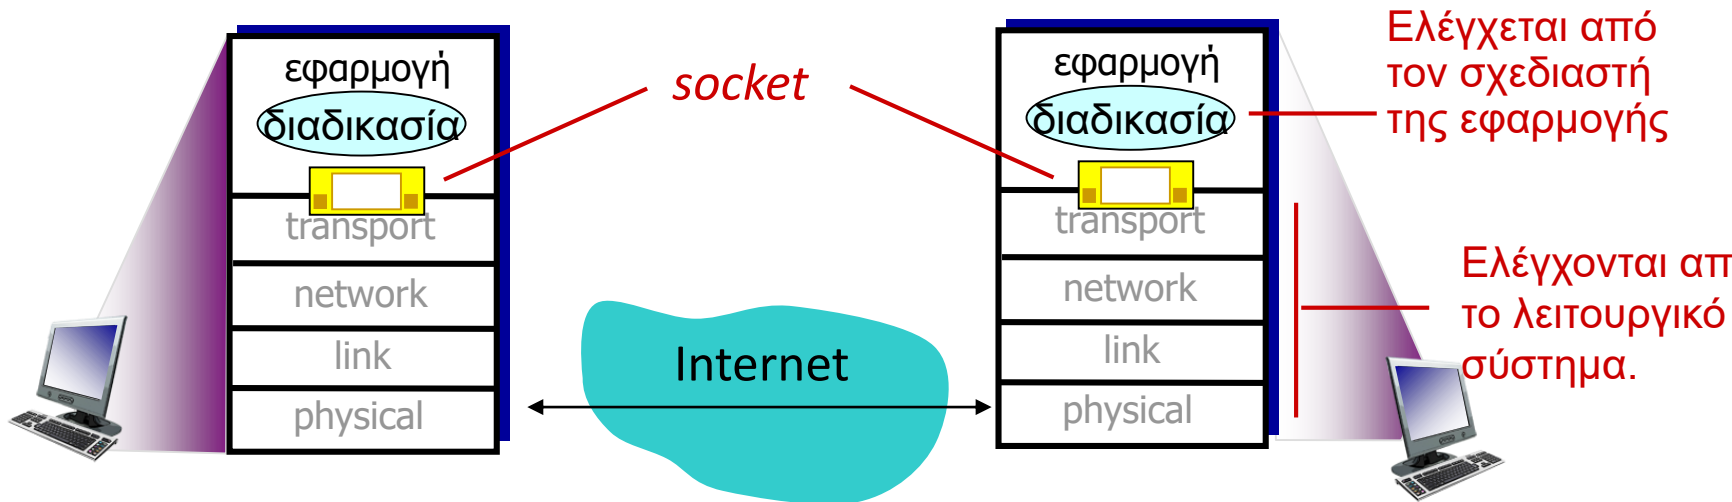 εφαρμογή
διαδικασία
transport
network
link
physical
socket
Internet
εφαρμογή
διαδικασία
transport
network
link
physical
Ελέγχεται από
τον σχεδιαστή
της εφαρμογής
Ελέγχονται απ
το λειτουργικό
σύστημα.